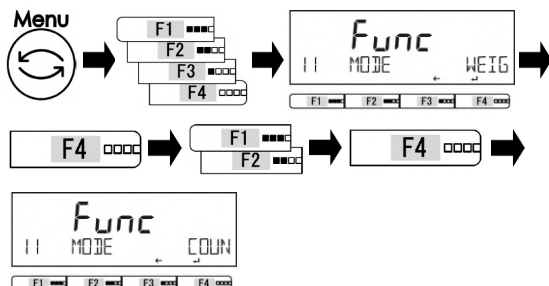 Menu
F1
F2
F3
F4
Func
11 MODE WEIG
F1 F2 F3 F4
F4
F1
F2
F4
Func
11 MODE COUN
F1 F2 F3 F4